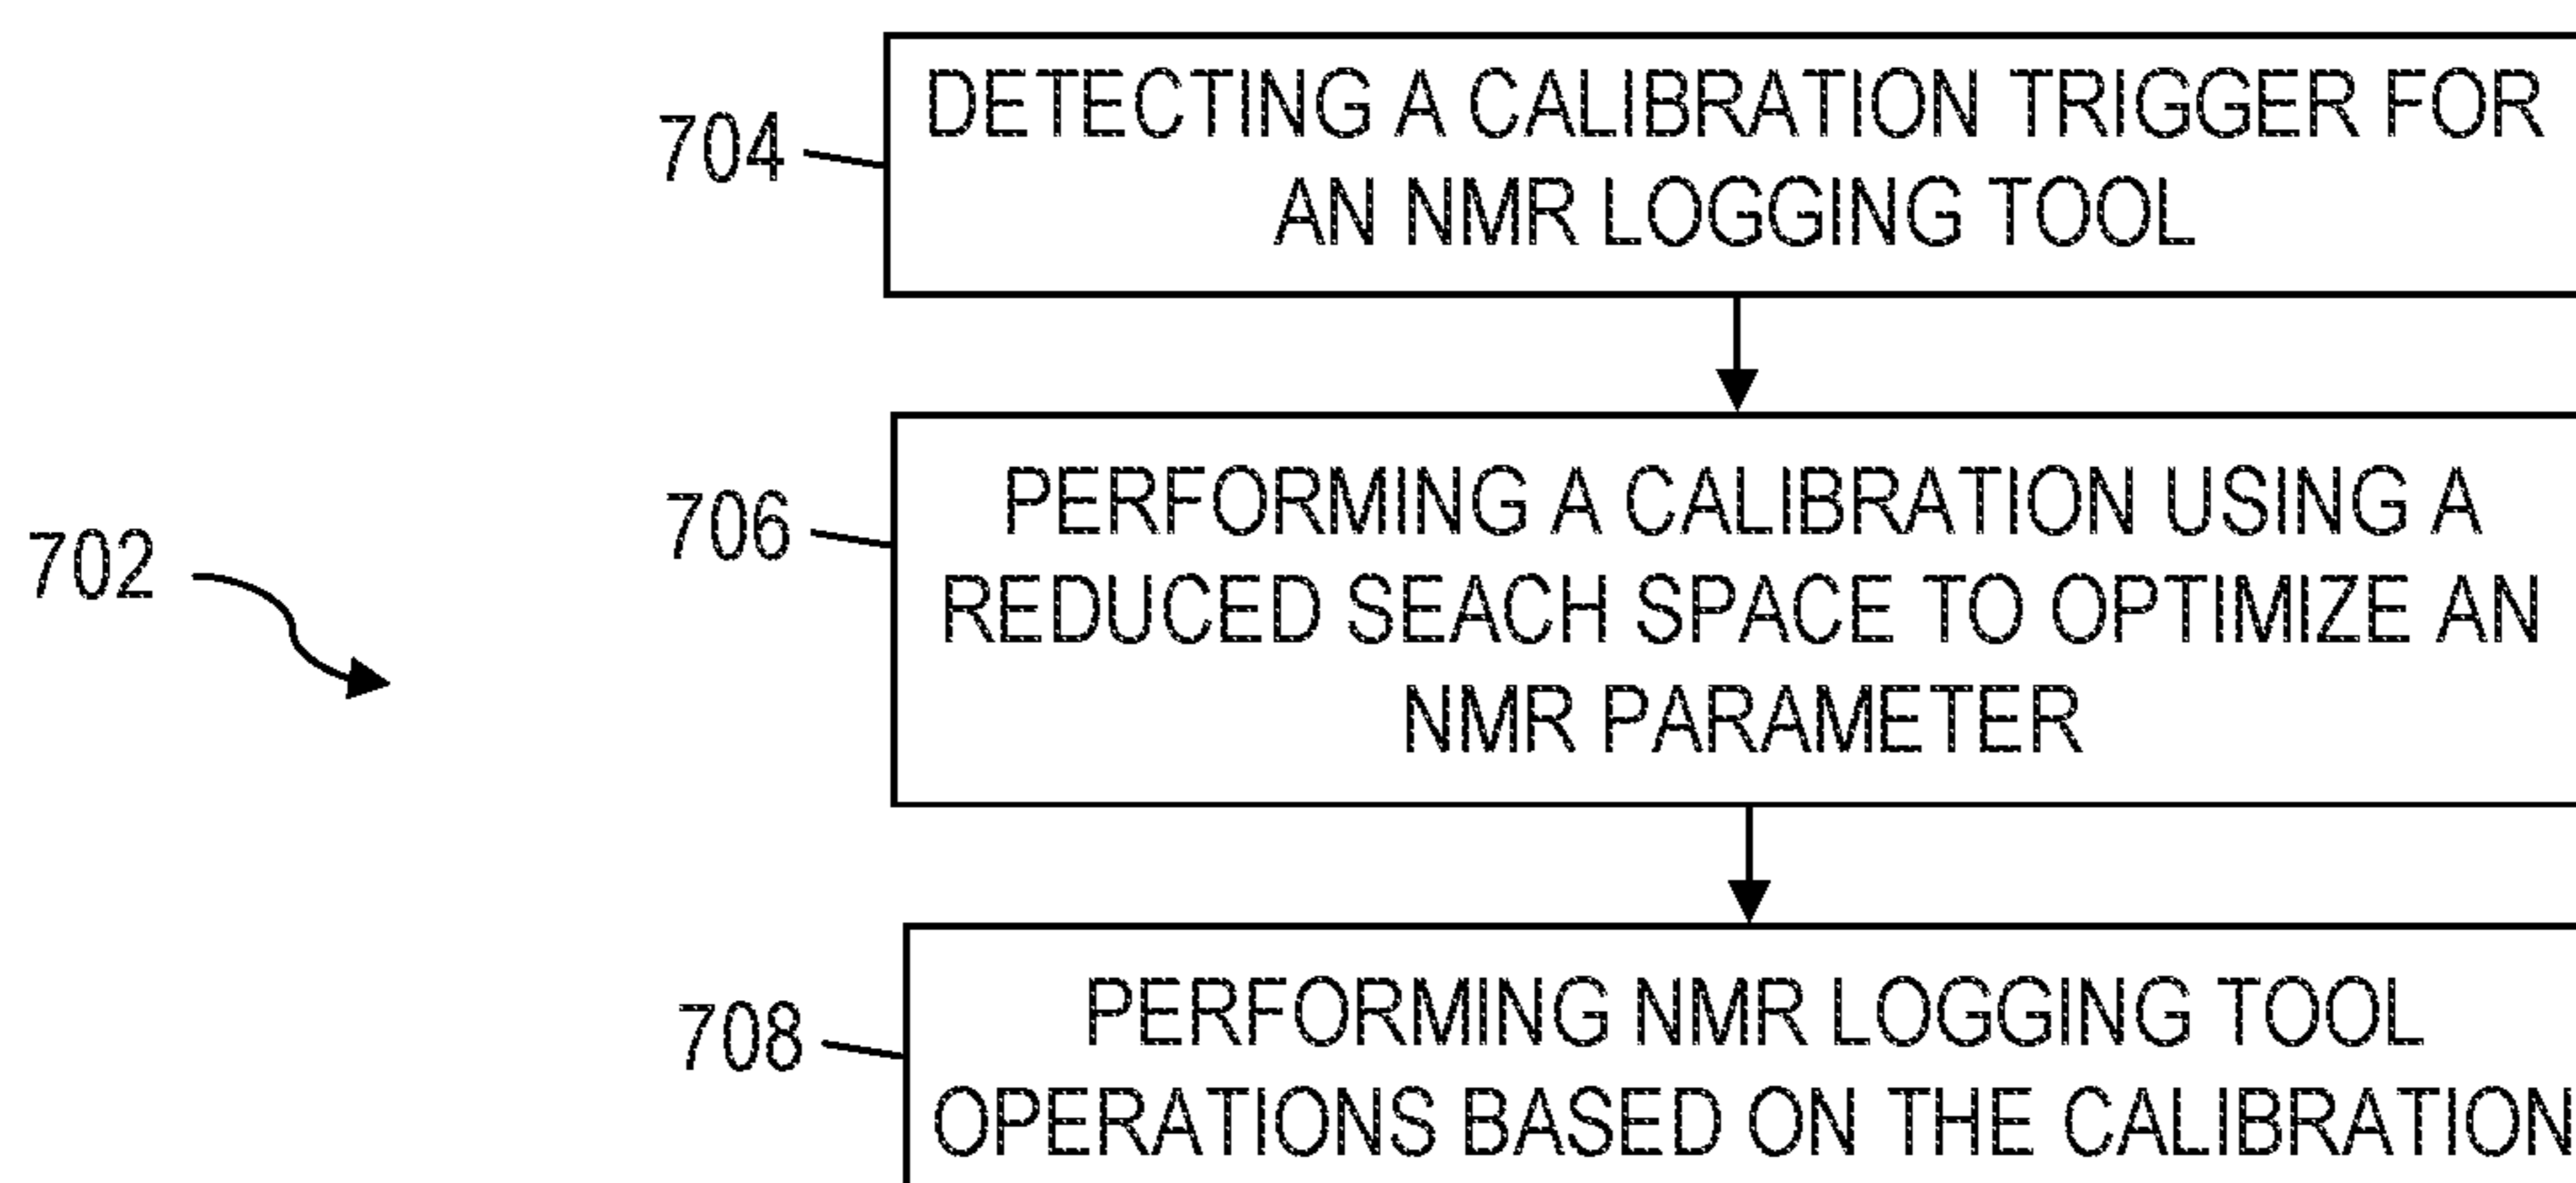 704
DETECTING A CALIBRATION TRIGGER FOR
AN NMR LOGGING TOOL
702
706
PERFORMING A CALIBRATION USING A
REDUCED SEACH SPACE TO OPTIMIZE AN
NMR PARAMETER
708
PERFORMING NMR LOGGING TOOL
OPERATIONS BASED ON THE CALIBRATION